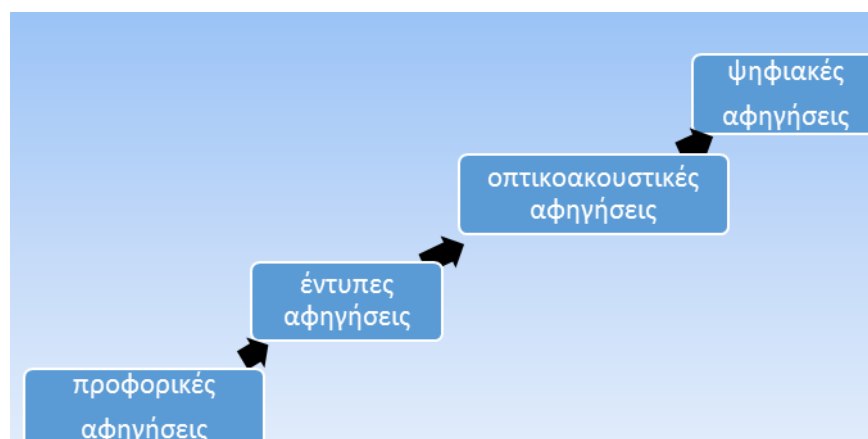 ψηφιακές
αφηγήσεις
οπτικοακουστικές
αφηγήσεις
έντυπες
αφηγήσεις
προφορικές
αφηγήσεις